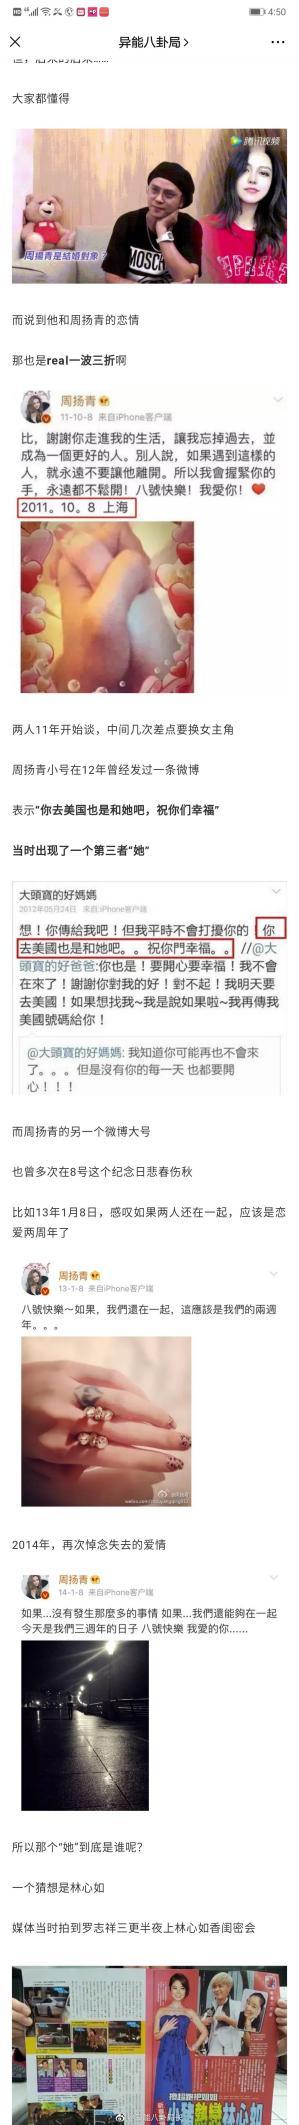 4:50
异能八卦局
大家都懂得
腾讯视频
周揚青是結婚對象？
MOSCH
而说到他和周扬青的恋情
那也是real一波三折啊
周扬青
11-10-8 来自iPhone客户端
比，謝謝你走進我的生活，讓我忘掉過去，並
成為一個更好的人。別人說，如果遇到這樣的
人，就永遠不要讓他離開。所以我會握緊你的
手，永遠都不鬆開！八號快樂！我愛你！
2011。10。8 上海
两人11年开始谈，中间几次差点要换女主角
周扬青小号在12年曾经发过一条微博
表示“你去美国也是和她吧，祝你们幸福”
当时出现了一个第三者“她”
大頭寶的好媽媽
2012年05月24日 来自iPhone客户端
想！你傳給我吧！但我平時不會打擾你的！你
去美國也是和她吧。。祝你門幸福。。//@大
頭寶的好爸爸:你也是！要開心要幸福！我不會
在來了！謝謝你對我的好！對不起！我明天要
去美國！如果想找我~我是說如果啦~我再傳我
美國號碼給你！
@大頭寶的好媽媽: 我知道你可能再也不會來
了。。。但是沒有你的每一天 也都要開
心！！！
而周扬青的另一个微博大号
也曾多次在8号这个纪念日悲春伤秋
比如13年1月8日，感叹如果两人还在一起，应该是恋
爱两周年了
周扬青
13-1-8 来自iPhone客户端
八號快樂～如果，我們還在一起，這應該是我們的兩週
年。。。
2014年，再次悼念失去的爱情
周扬青
14-1-8 来自iPhone客户端
如果...沒有發生那麼多的事情 如果...我們還能夠在一起
今天是我們三週年的日子 八號快樂 我愛的你......
所以那个“她”到底是谁呢？
一个猜想是林心如
媒体当时拍到罗志祥三更半夜上林心如香闺密会
小豬熱戀林心如